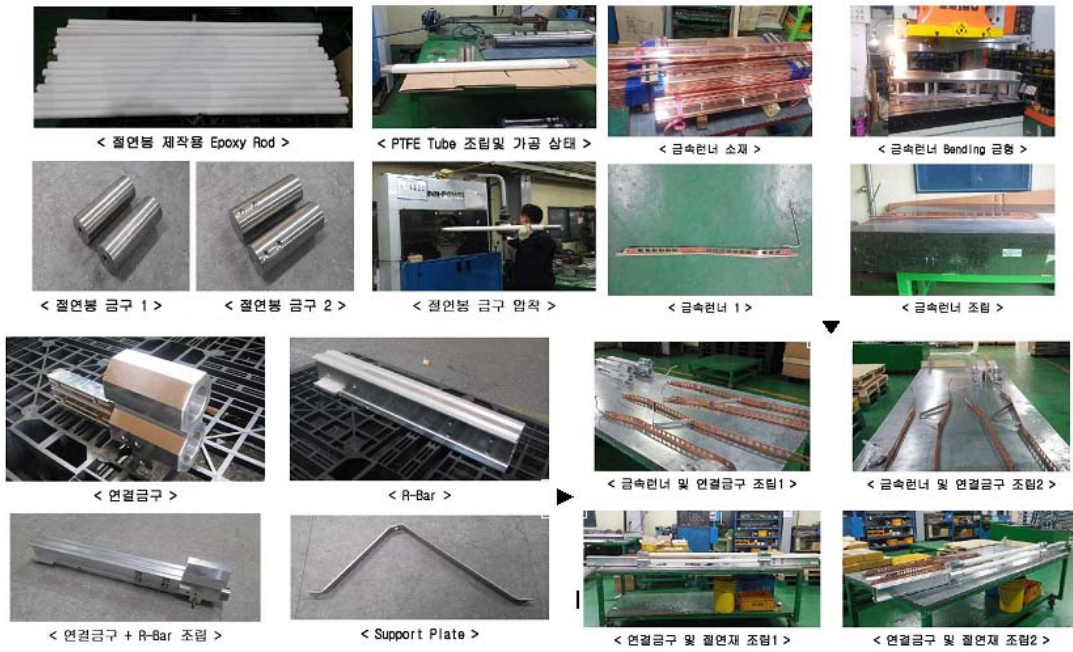 < 절연봉 제작용 Epoxy Rod >
< PTFE Tube 조립및 가공 상태 >
< 금속런너 소재 >
< 금속런너 Bending 금형 >
< 절연봉 금구 1 >
< 절연봉 금구 2 >
< 절연봉 금구 압착 >
< 금속런너 1 >
< 금속런너 조립 >
< 연결금구 >
< R-Bar >
< 금속런너 및 연결금구 조립1 >
< 금속런너 및 연결금구 조립2 >
< 연결금구 + R-Bar 조립 >
< Support Plate >
< 연결금구 및 절연재 조립1 >
< 연결금구 및 절연재 조립2 >